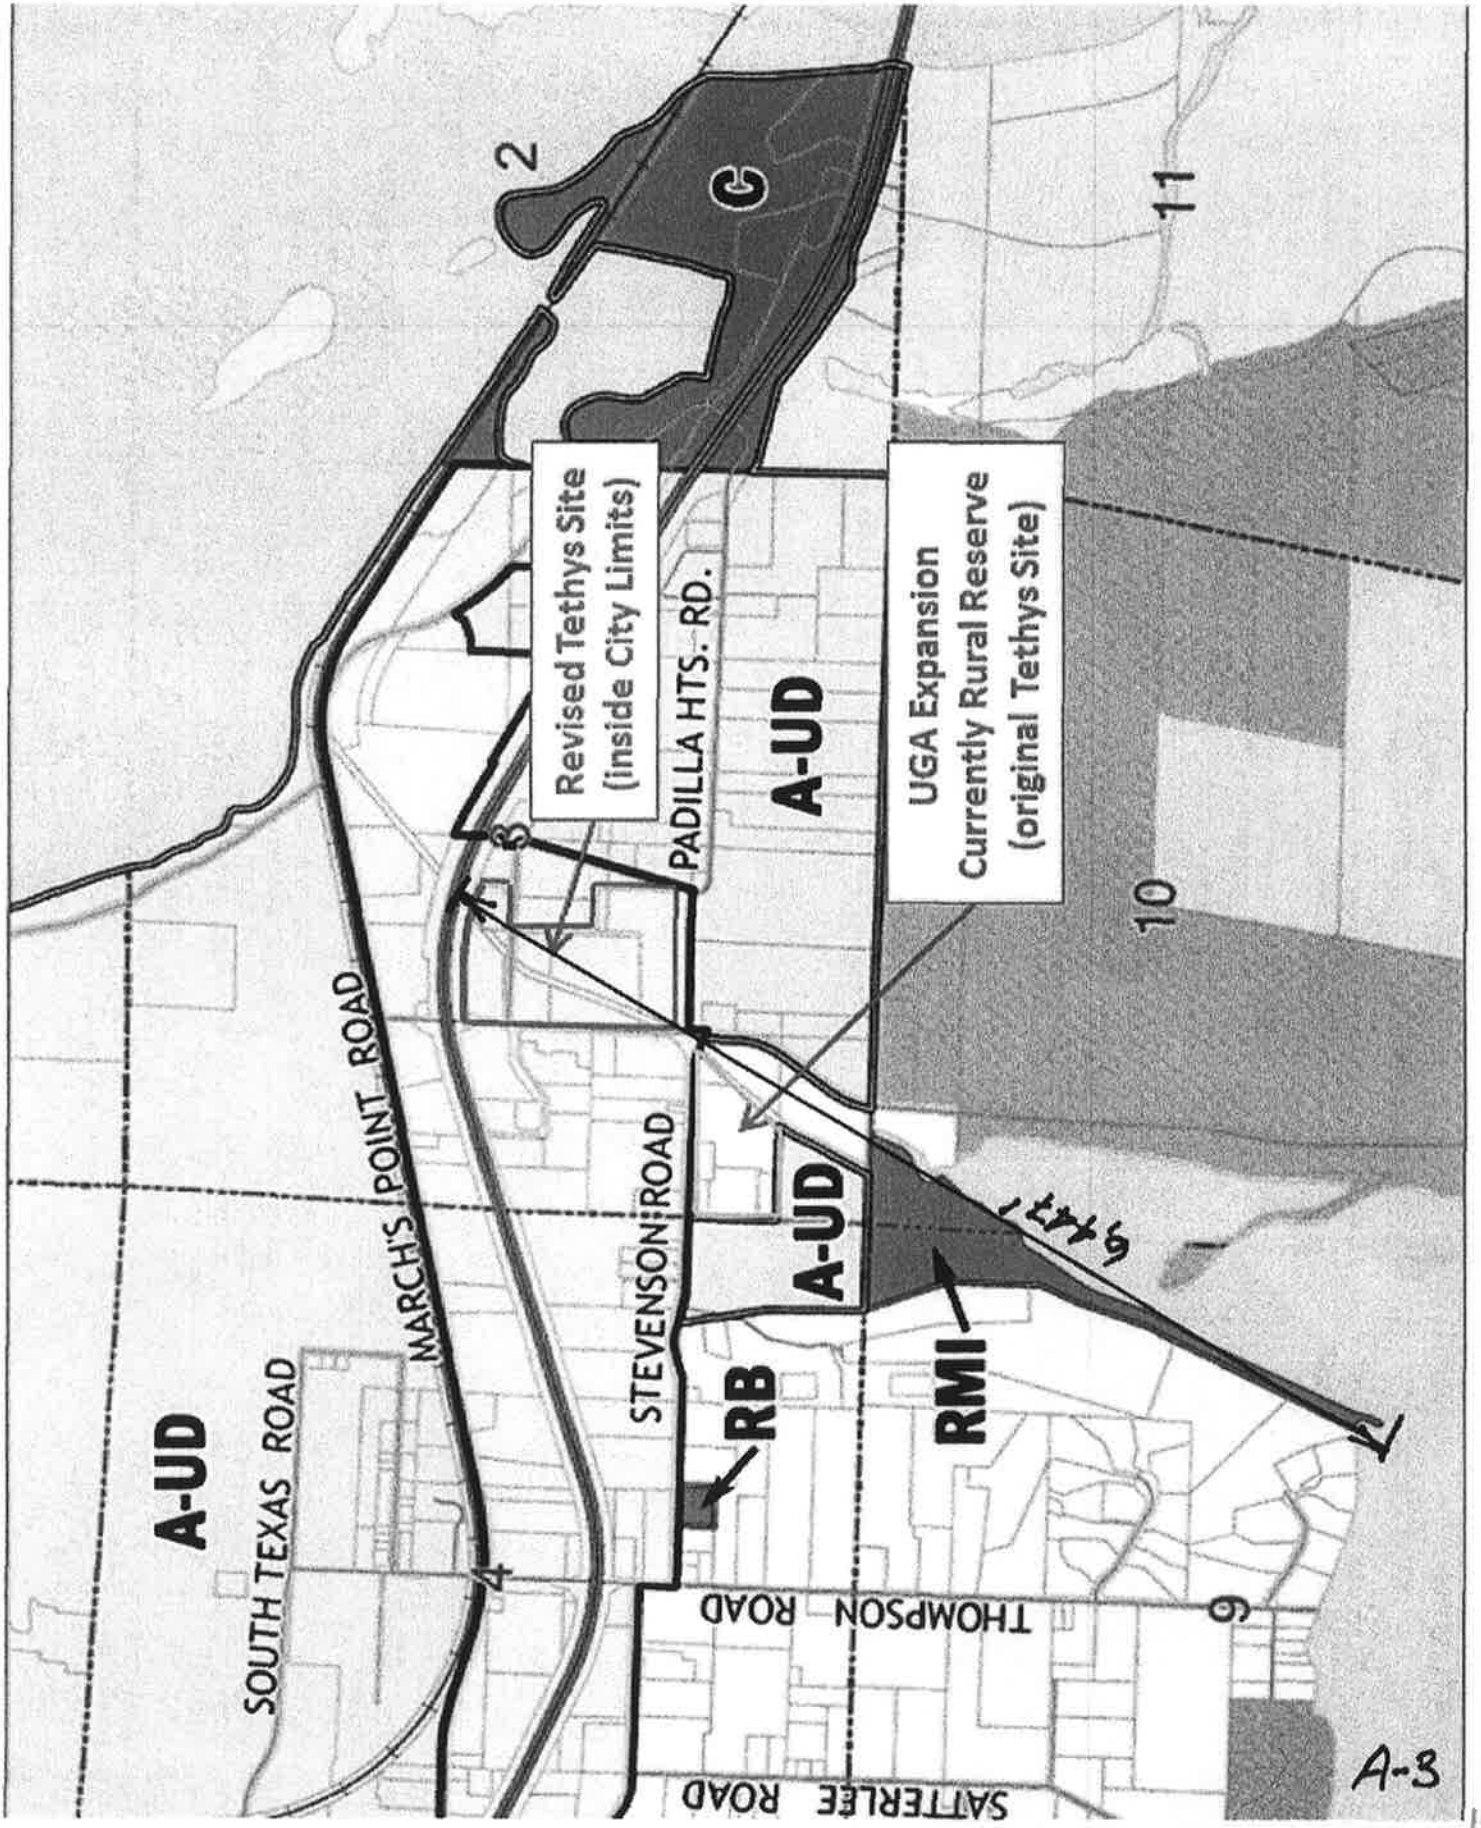 2
C
11
Revised Tethys Site
(inside City Limits)
PADILLA HTS. RD.
A-UD
UGA Expansion
Currently Rural Reserve
(original Tethys Site)
3
10
MARCH'S POINT ROAD
STEVENSON ROAD
A-UD
RMI
RB
A-UD
SOUTH TEXAS ROAD
4
THOMPSON ROAD
9
SATTERLEE ROAD
A-3